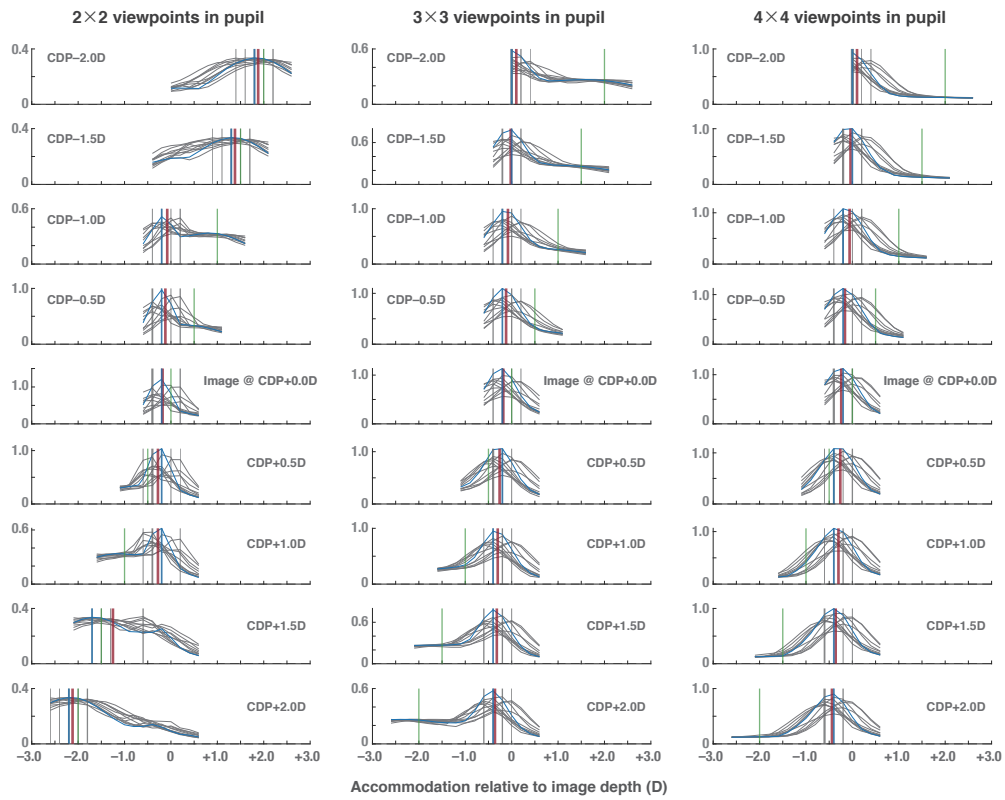 2×2 viewpoints in pupil
3×3 viewpoints in pupil
4×4 viewpoints in pupil
0.4
CDP−2.0D
0
0.6
CDP−2.0D
0
1.0
CDP−2.0D
0
0.4
CDP−1.5D
0
0.6
CDP−1.5D
0
1.0
CDP−1.5D
0
0.6
CDP−1.0D
0
1.0
CDP−1.0D
0
1.0
CDP−1.0D
0
1.0
CDP−0.5D
0
1.0
CDP−0.5D
0
1.0
CDP−0.5D
0
1.0
Image @ CDP+0.0D
0
1.0
Image @ CDP+0.0D
0
1.0
Image @ CDP+0.0D
0
1.0
CDP+0.5D
0
1.0
CDP+0.5D
0
1.0
CDP+0.5D
0
0.6
CDP+1.0D
0
1.0
CDP+1.0D
0
1.0
CDP+1.0D
0
0.4
CDP+1.5D
0
1.0
CDP+1.5D
0
1.0
CDP+1.5D
0
0.4
CDP+2.0D
0
0.6
CDP+2.0D
0
1.0
CDP+2.0D
0
−3.0 −2.0 −1.0 0 +1.0 +2.0 +3.0
−2.0 −1.0 0 +1.0 +2.0 +3.0
−2.0 −1.0 0 +1.0 +2.0 +3.0
Accommodation relative to image depth (D)